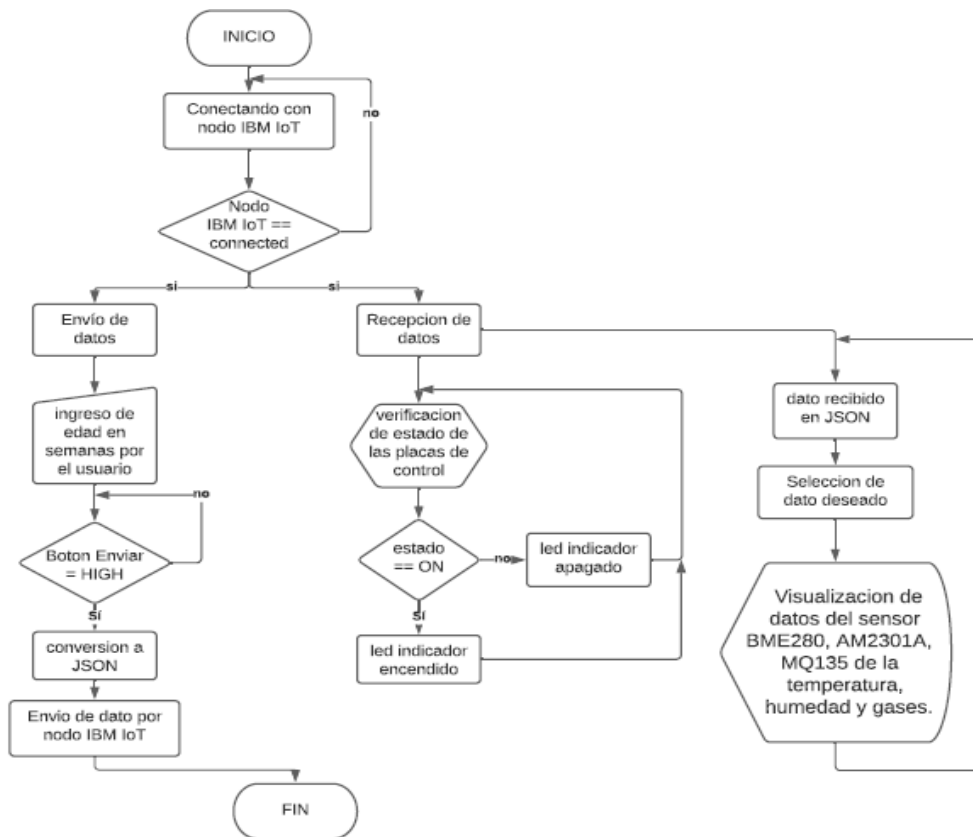 INICIO
Conectando con
nodo IBM IoT
no
Nodo
IBM IoT ==
connected
si
si
Envío de
datos
Recepcion de
datos
ingreso de
edad en
semanas por
el usuario
no
Boton Enviar
= HIGH
Sí
conversion a
JSON
Envio de dato por
nodo IBM IoT
FIN
verificacion
de estado de
las placas de
control
estado
== ON
no
led indicador
apagado
Sí
led indicador
encendido
dato recibido
en JSON
Seleccion de
dato deseado
Visualizacion de
datos del sensor
BME280, AM2301A,
MQ135 de la
temperatura,
humedad y gases.